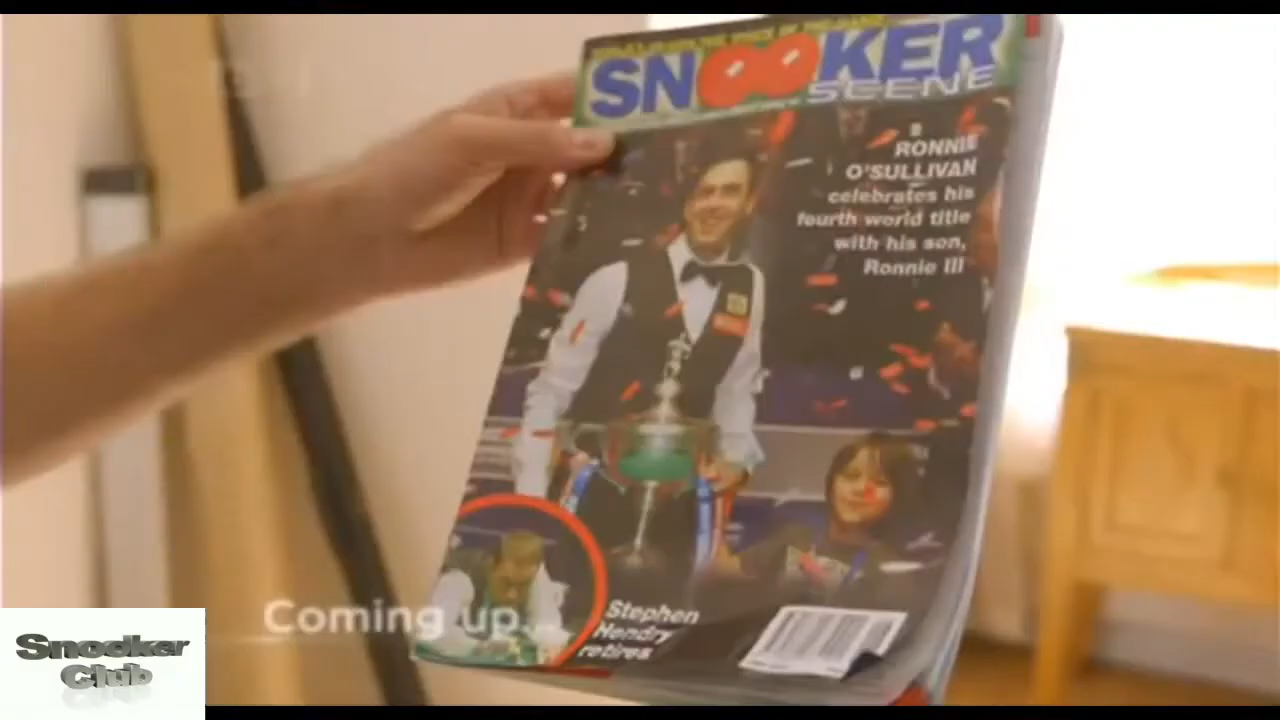 SNOOKER
SCENE
RONNIE
O'SULLIVAN
celebrates his
fourth world title
with his son,
Ronnie III
Stephen
Hendry
retires
Coming up...
Snooker
Club